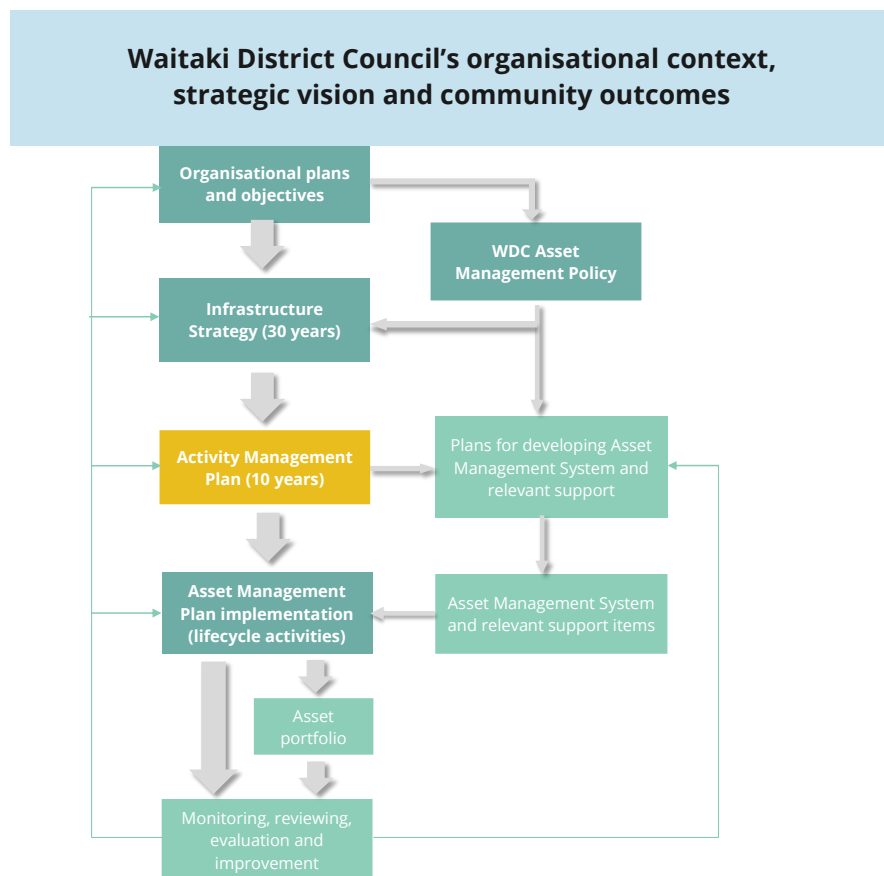 Waitaki District Council’s organisational context,
strategic vision and community outcomes
Organisational plans
and objectives
WDC Asset
Management Policy
Infrastructure
Strategy (30 years)
Activity Management
Plan (10 years)
Plans for developing Asset
Management System and
relevant support
Asset Management
Plan implementation
(lifecycle activities)
Asset Management System
and relevant support items
Asset
portfolio
Monitoring, reviewing,
evaluation and
improvement